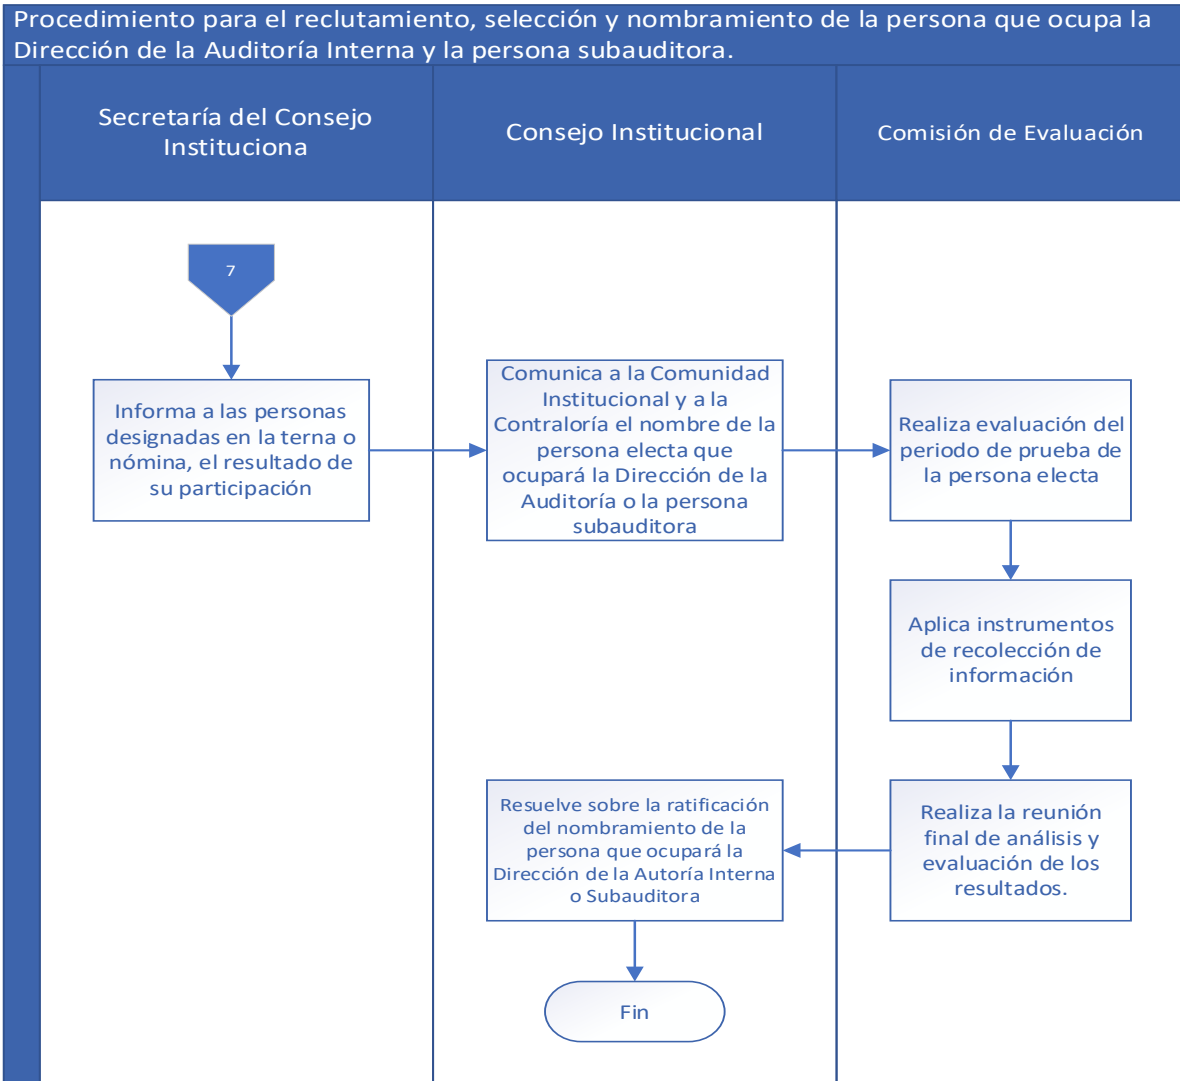 Procedimiento para el reclutamiento, selección y nombramiento de la persona que ocupa la
Dirección de la Auditoría Interna y la persona subauditora.
Secretaría del Consejo
Instituciona
Consejo Institucional
Comisión de Evaluación
7
Informa a las personas
designadas en la terna o
nómina, el resultado de
su participación
Comunica a la Comunidad
Institucional y a la
Contraloría el nombre de la
persona electa que
ocupará la Dirección de la
Auditoría o la persona
subauditora
Realiza evaluación del
periodo de prueba de
la persona electa
Aplica instrumentos
de recolección de
información
Realiza la reunión
final de análisis y
evaluación de los
resultados.
Resuelve sobre la ratificación
del nombramiento de la
persona que ocupará la
Dirección de la Autoría Interna
o Subauditora
Fin